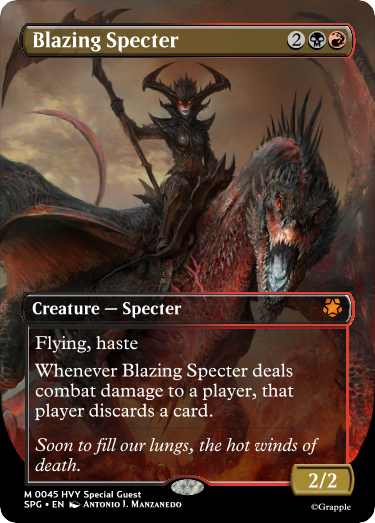 Blazing Specter 2
Creature — Specter
Flying, haste
Whenever Blazing Specter deals
combat damage to a player, that
player discards a card.
Soon to fill our lungs, the hot winds of
death.
2/2
M 0045 HVY Special Guest
SPG • EN Antonio J. Manzanedo
©Grapple